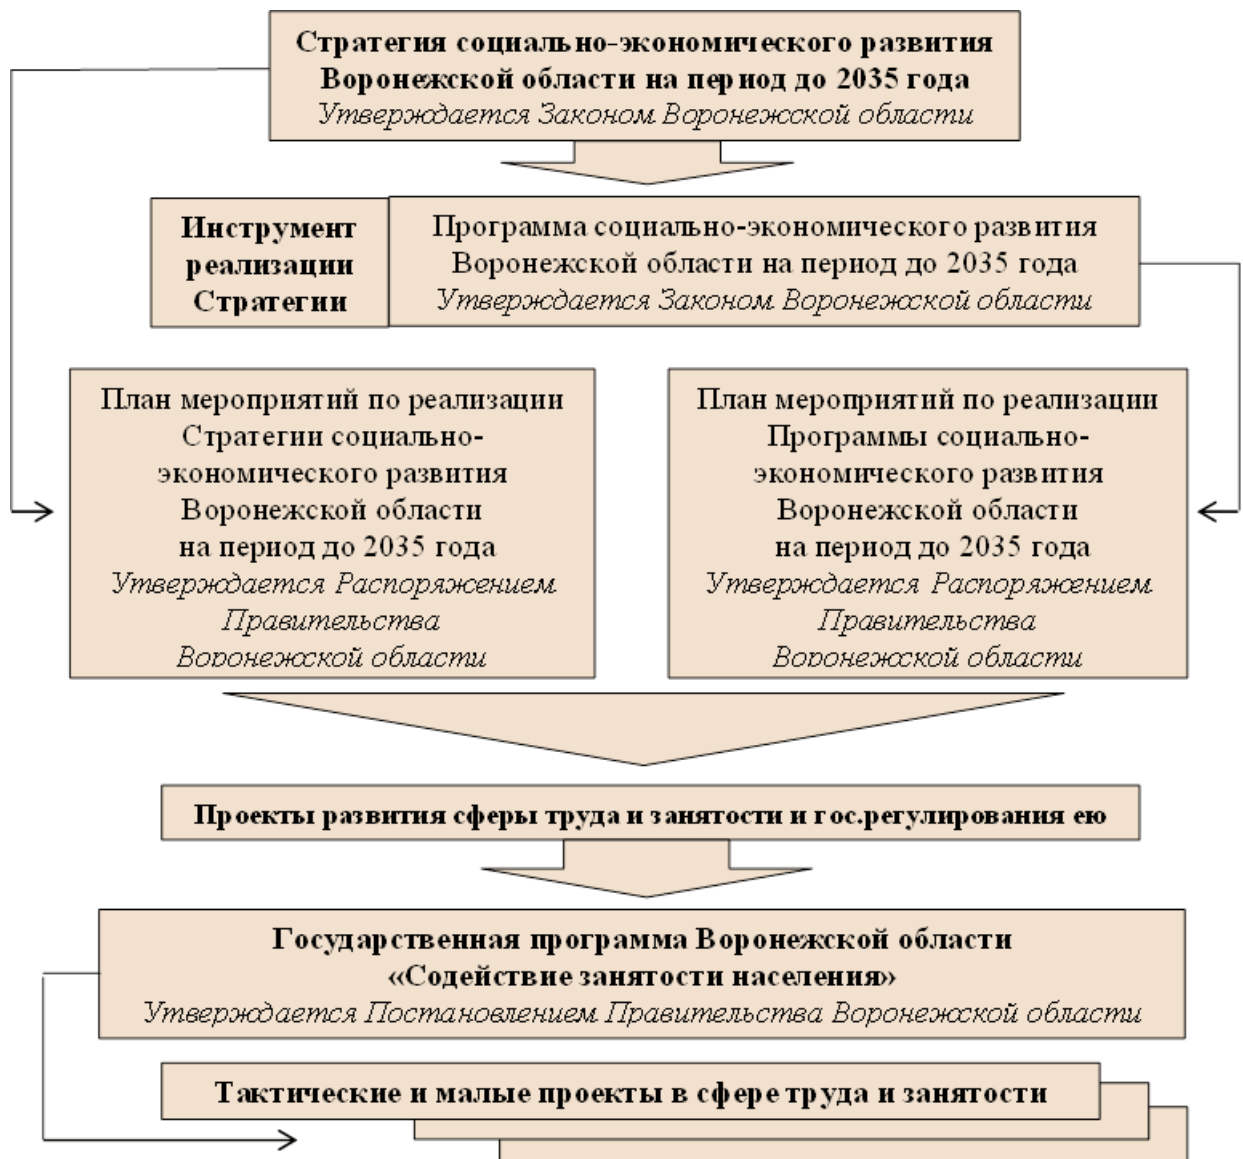 Стратегия социально-экономического развития
Воронежской области на период до 2035 года
Утверждается Законом Воронежской области
Инструмент
реализации
Стратегии
Программа социально-экономического развития
Воронежской области на период до 2035 года
Утверждается Законом Воронежской области
План мероприятий по реализации
Стратегии социально-
экономического развития
Воронежской области
на период до 2035 года
Утверждается Распоряжением
Правительства
Воронежской области
План мероприятий по реализации
Программы социально-
экономического развития
Воронежской области
на период до 2035 года
Утверждается Распоряжением
Правительства
Воронежской области
Проекты развития сферы труда и занятости и гос.регулирования ею
Государственная программа Воронежской области
«Содействие занятости населения»
Утверждается Постановлением Правительства Воронежской области
Тактические и малые проекты в сфере труда и занятости